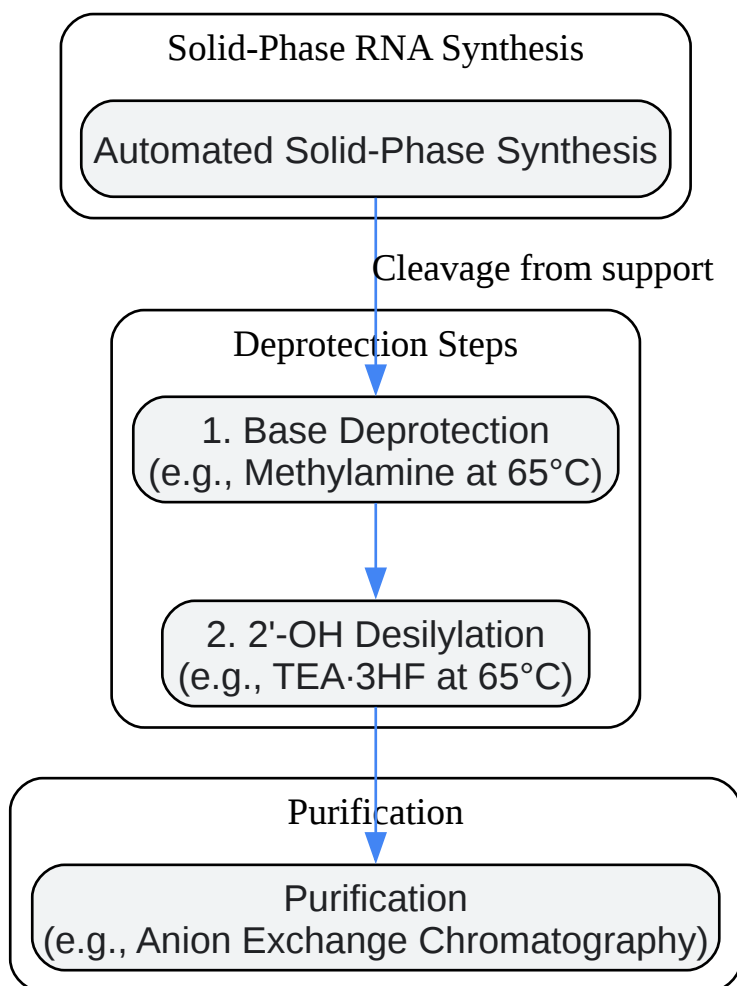 Solid-Phase RNA Synthesis
Automated Solid-Phase Synthesis
Cleavage from support
Deprotection Steps
1. Base Deprotection
(e.g., Methylamine at 65°C)
2. 2'-OH Desilylation
(e.g., TEA·3HF at 65°C)
Purification
Purification
(e.g., Anion Exchange Chromatography)